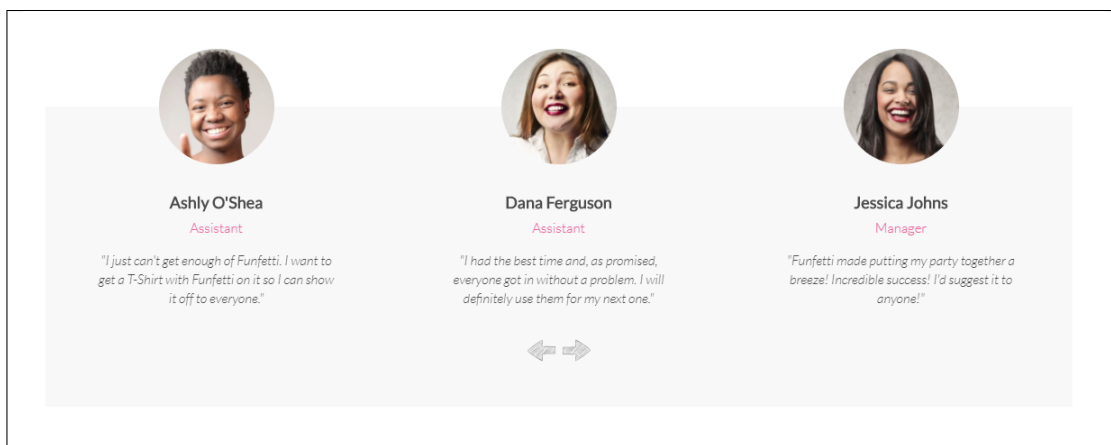 Ashly O'Shea
Assistant
"I just can't get enough of Funfetti. I want to
get a T-Shirt with Funfetti on it so I can show
it off to everyone."
Dana Ferguson
Assistant
"I had the best time and, as promised,
everyone got in without a problem. I will
definitely use them for my next one."
Jessica Johns
Manager
"Funfetti made putting my party together a
breeze! Incredible success! I'd suggest it to
anyone!"